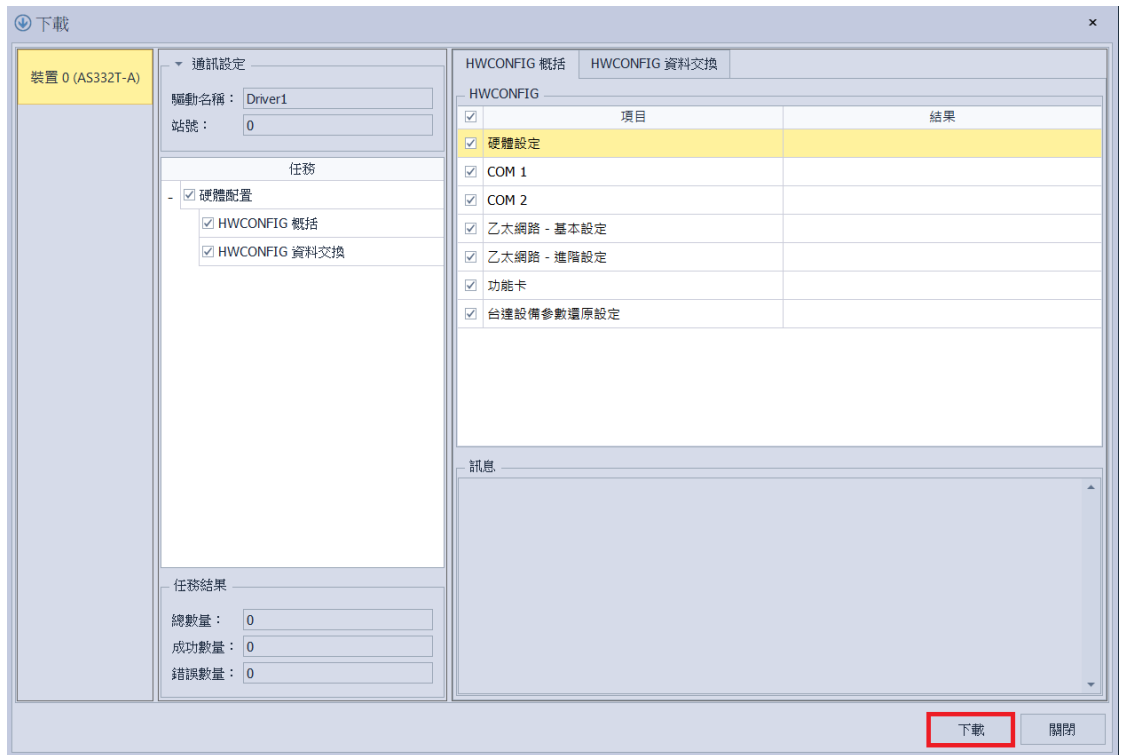 下載
裝置 0 (AS332T-A)
通訊設定
驅動名稱： Driver1
站號： 0
任務
硬體配置
HWCONFIG 概括
HWCONFIG 資料交換
任務結果
總數量： 0
成功數量： 0
錯誤數量： 0
HWCONFIG 概括 HWCONFIG 資料交換
HWCONFIG
項目 結果
硬體設定
COM 1
COM 2
乙太網路 - 基本設定
乙太網路 - 進階設定
功能卡
台達設備參數還原設定
訊息
下載 關閉